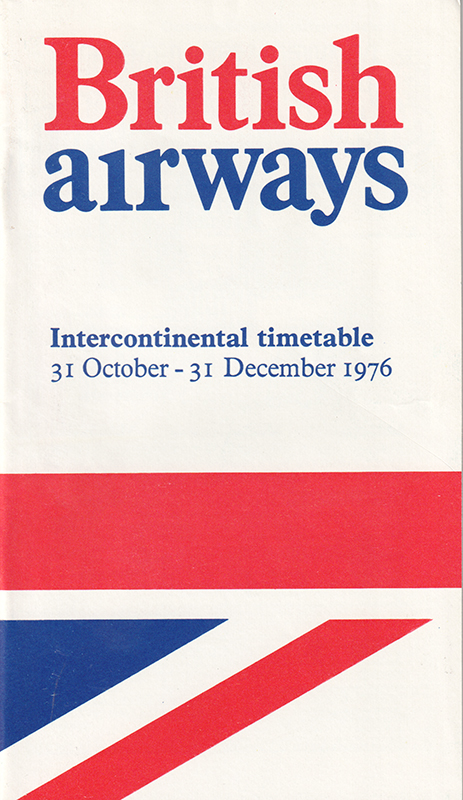 British
airways
Intercontinental timetable
31 October - 31 December 1976